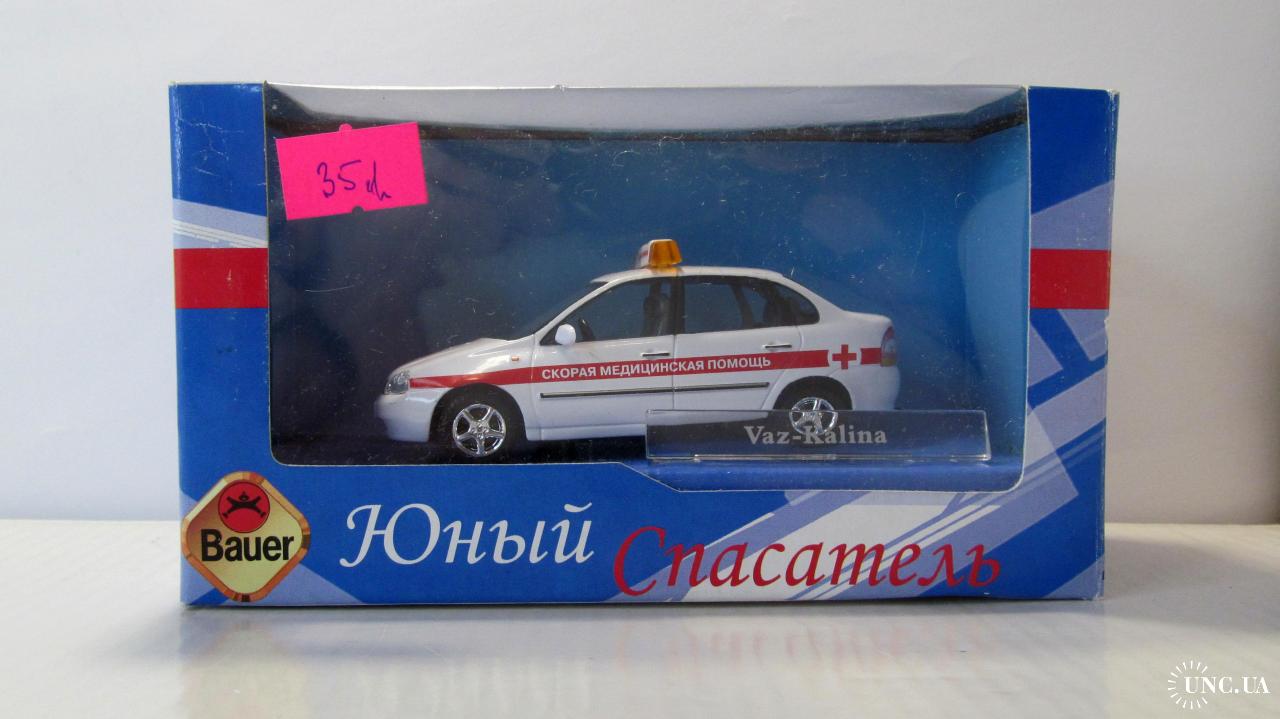 35
СКОРАЯ МЕДИЦИНСКАЯ ПОМОЩЬ
Vaz-Kalina
Bauer
Юный Спасатель
UNC.UA